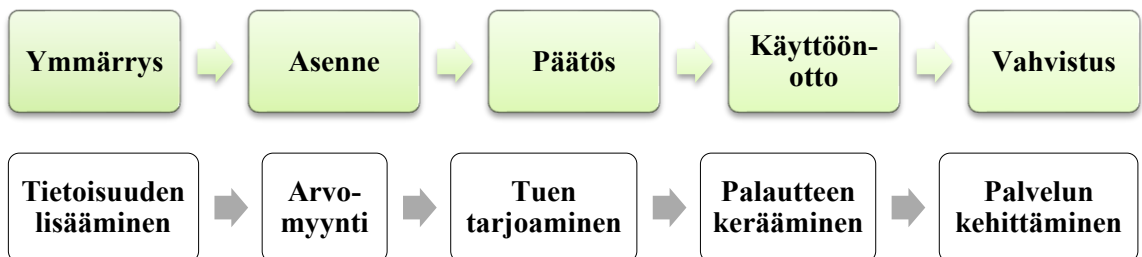 Ymmärrys
Asenne
Päätös
Käyttöön-
otto
Vahvistus
Tietoisuuden
lisääminen
Arvo-
myynti
Tuen
tarjoaminen
Palautteen
kerääminen
Palvelun
kehittäminen